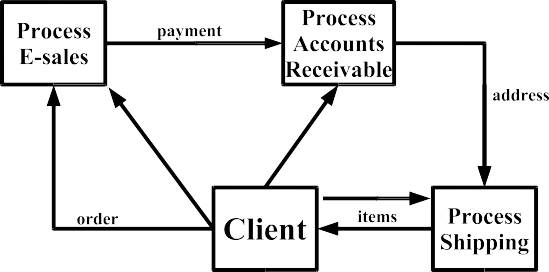 Process
E-sales
payment
Process
Accounts
Receivable
address
order
Client
items
Process
Shipping